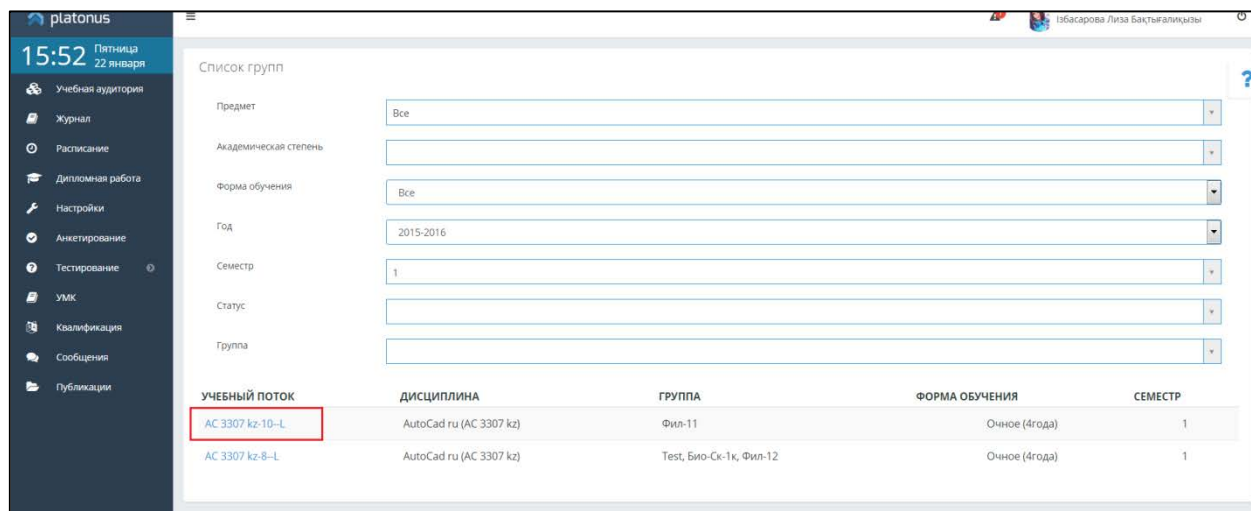 platonus
Ізбасарова Лиза Бақтығалиқызы
15:52 Пятница
22 января
Учебная аудитория
Журнал
Расписание
Дипломная работа
Настройки
Анкетирование
Тестирование
УМК
Квалификация
Сообщения
Публикации
Список групп
?
Предмет Все
Академическая степень
Форма обучения Все
Год 2015-2016
Семестр 1
Статус
Группа
УЧЕБНЫЙ ПОТОК ДИСЦИПЛИНА ГРУППА ФОРМА ОБУЧЕНИЯ СЕМЕСТР
AC 3307 kz-10--L AutoCad ru (AC 3307 kz) Фил-11 Очное (4года) 1
AC 3307 kz-8--L AutoCad ru (AC 3307 kz) Test, Био-Ск-1к, Фил-12 Очное (4года) 1